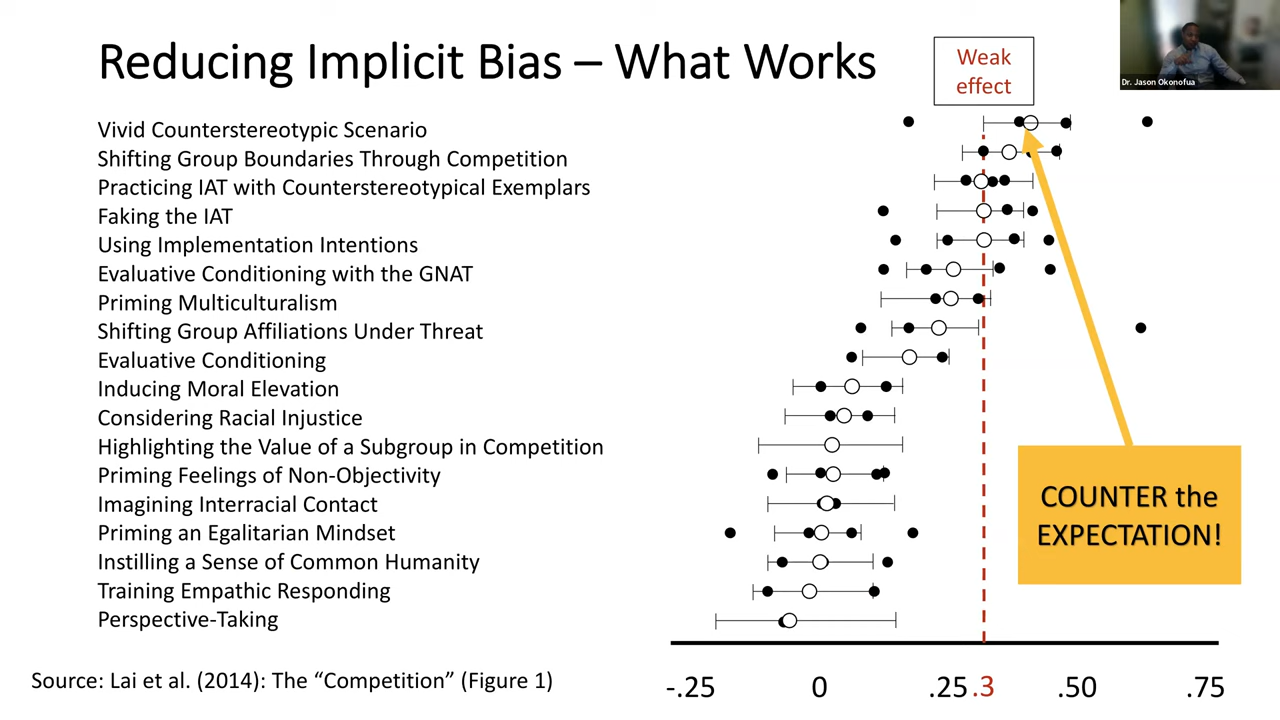 Reducing Implicit Bias – What Works
Weak
effect
Dr. Jason Okonofua
Vivid Counterstereotypic Scenario
Shifting Group Boundaries Through Competition
Practicing IAT with Counterstereotypical Exemplars
Faking the IAT
Using Implementation Intentions
Evaluative Conditioning with the GNAT
Priming Multiculturalism
Shifting Group Affiliations Under Threat
Evaluative Conditioning
Inducing Moral Elevation
Considering Racial Injustice
Highlighting the Value of a Subgroup in Competition
Priming Feelings of Non-Objectivity
Imagining Interracial Contact
Priming an Egalitarian Mindset
Instilling a Sense of Common Humanity
Training Empathic Responding
Perspective-Taking
COUNTER the
EXPECTATION!
-.25 0 .25 .3 .50 .75
Source: Lai et al. (2014): The “Competition” (Figure 1)